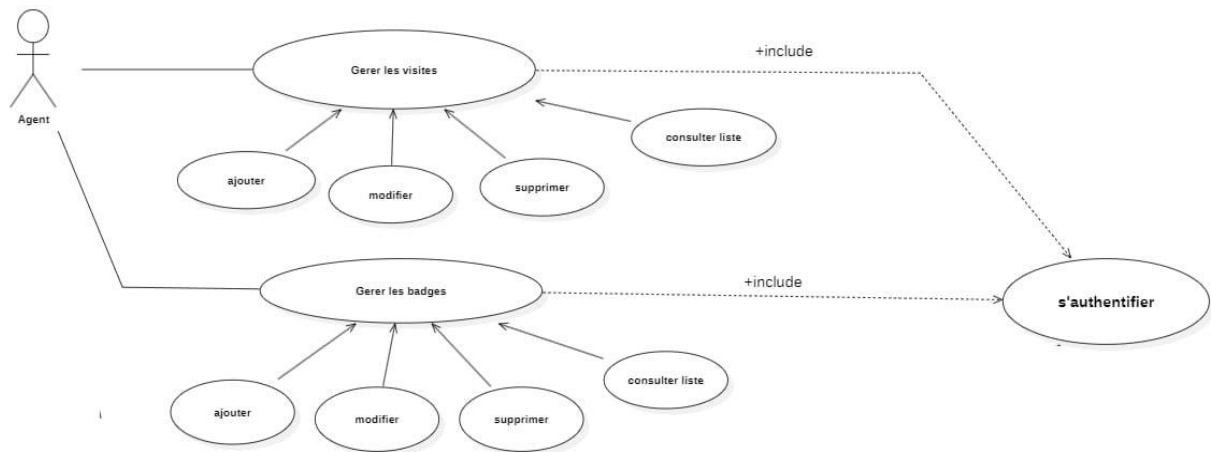 +include
Gerer les visites
Agent
consulter liste
ajouter
supprimer
modifier
+include
Gerer les badges
s'authentifier
consulter liste
ajouter
modifier
supprimer